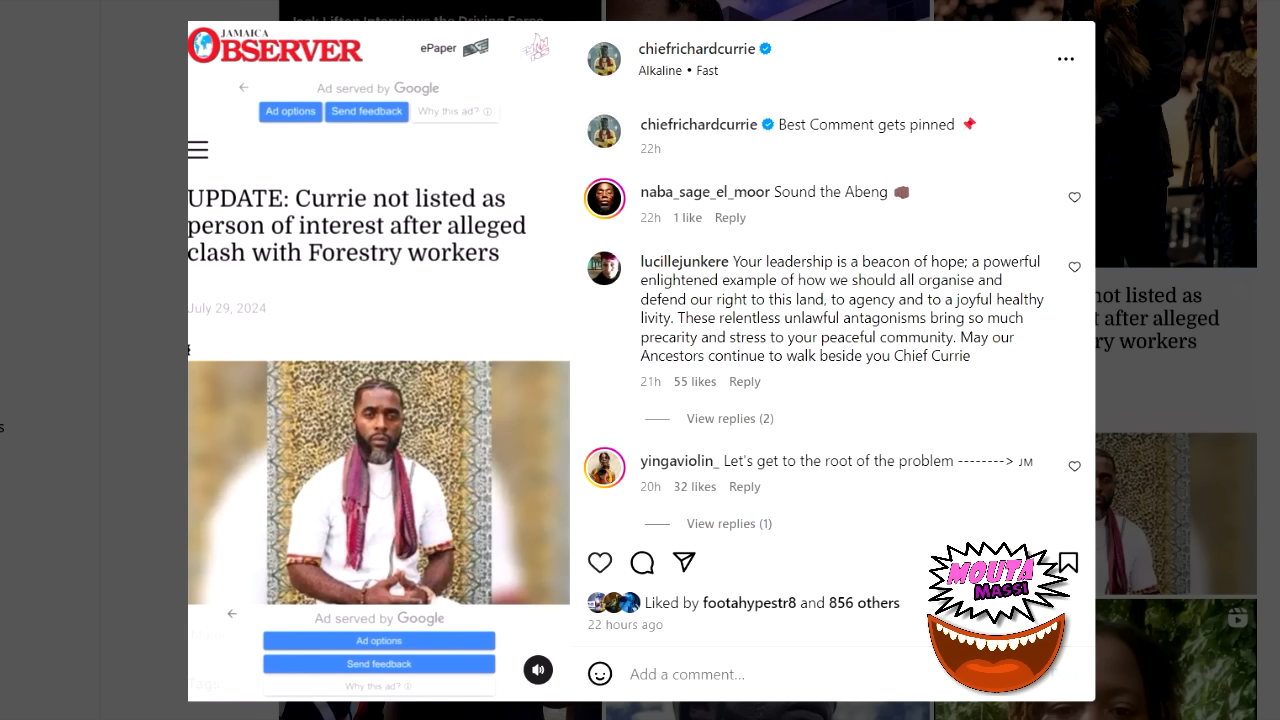 JAMAICA
OBSERVER
ePaper
Ad served by Google
Ad options
Send feedback
Why this ad?
UPDATE: Currie not listed as
person of interest after alleged
clash with Forestry workers
July 29, 2024
Ad served by Google
Ad options
Send feedback
Why this ad?
Tags
chiefrichardcurrie
Alkaline • Fast
chiefrichardcurrie Best Comment gets pinned 📌
22h
naba_sage_el_moor Sound the Abeng
22h 1 like Reply
lucillejunkere Your leadership is a beacon of hope; a powerful
enlightened example of how we should all organise and
defend our right to this land, to agency and to a joyful healthy
livity. These relentless unlawful antagonisms bring so much
precarity and stress to your peaceful community. May our
Ancestors continue to walk beside you Chief Currie
21h 55 likes Reply
View replies (2)
yingaviolin_ Let's get to the root of the problem --------> JM
20h 32 likes Reply
View replies (1)
Liked by footahypestr8 and 856 others
22 hours ago
Add a comment...
MOUTA
MASSI
not listed as
t after alleged
ry workers